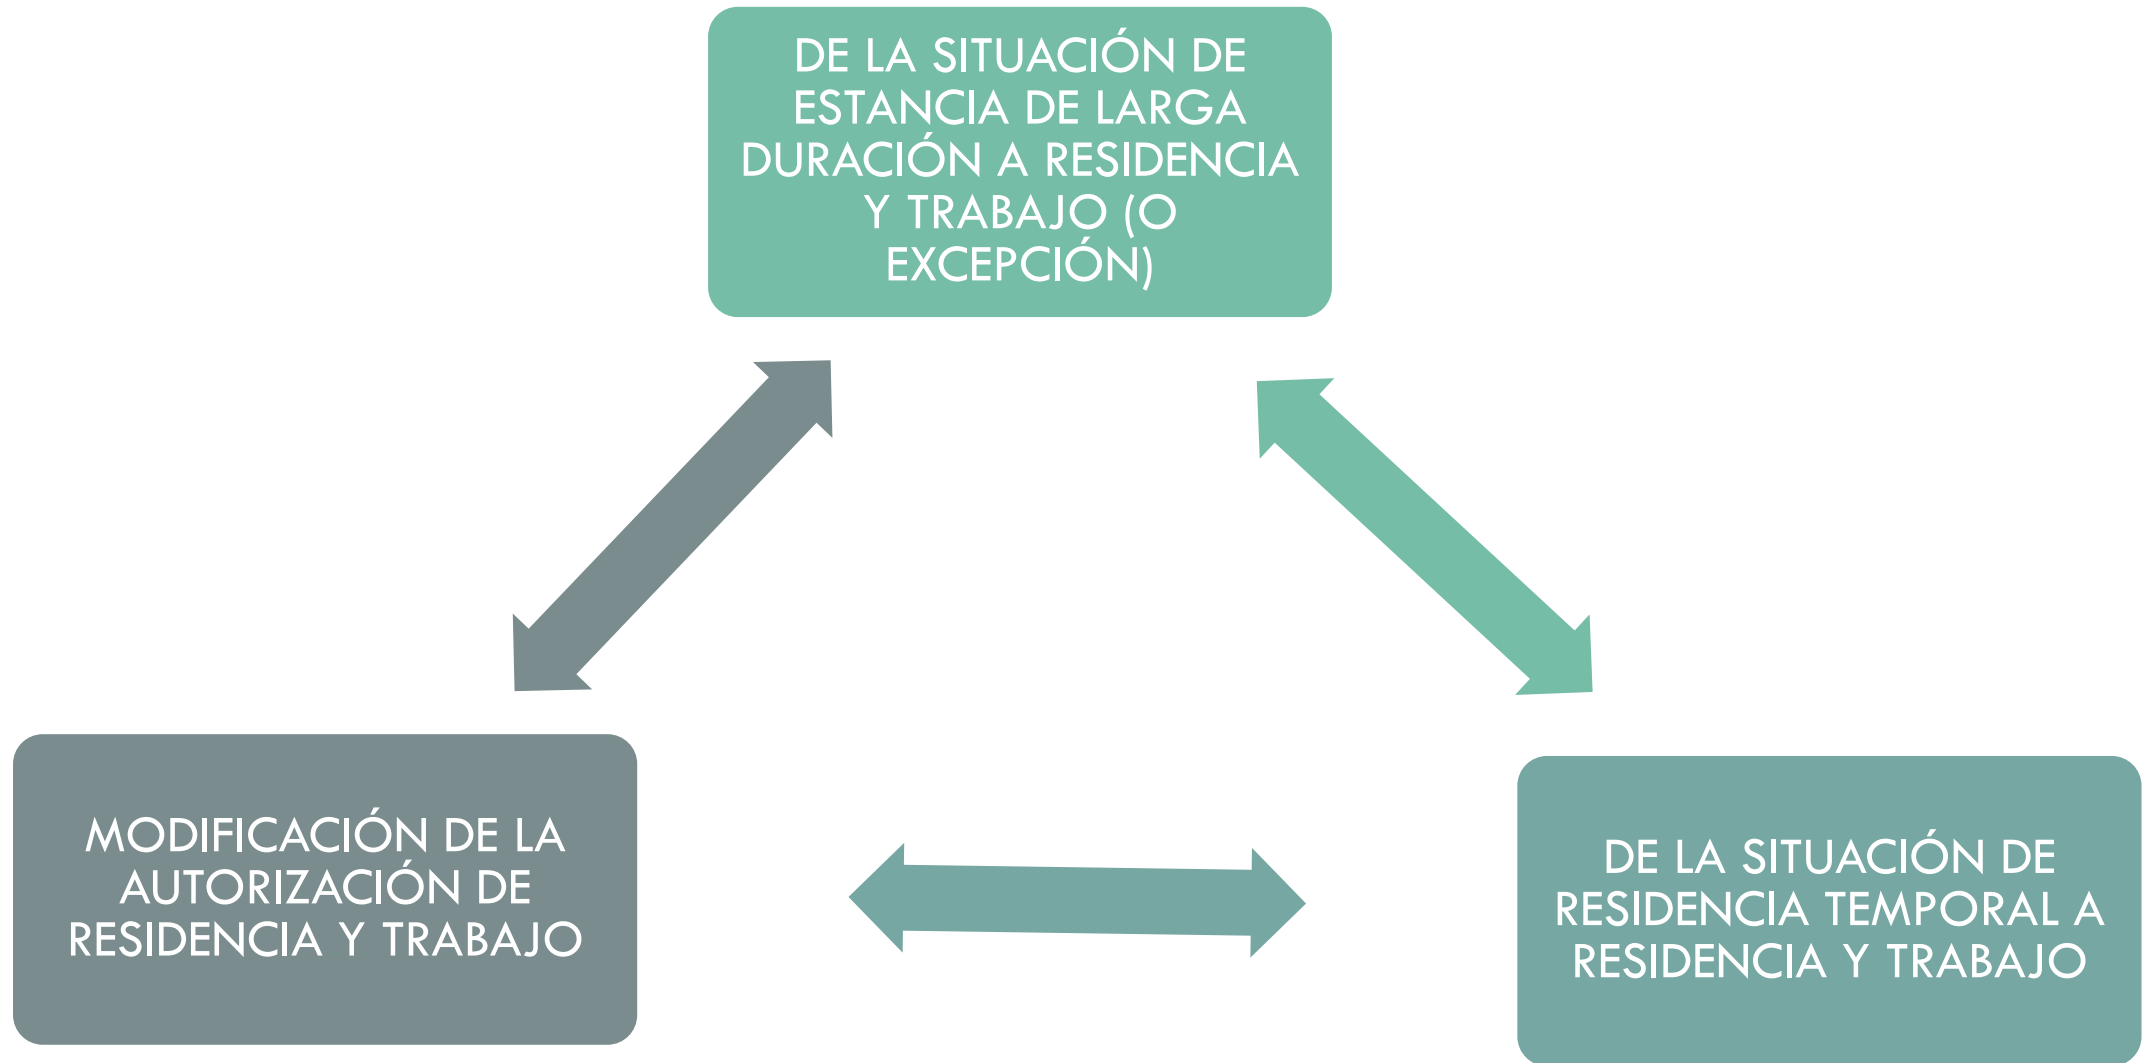 DE LA SITUACIÓN DE
ESTANCIA DE LARGA
DURACIÓN A RESIDENCIA
Y TRABAJO (O
EXCEPCIÓN)
MODIFICACIÓN DE LA
AUTORIZACIÓN DE
RESIDENCIA Y TRABAJO
DE LA SITUACIÓN DE
RESIDENCIA TEMPORAL A
RESIDENCIA Y TRABAJO